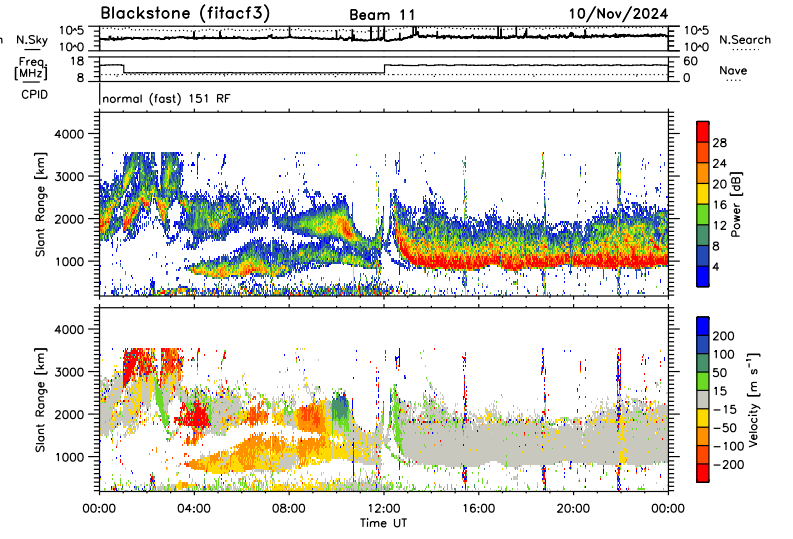 Blackstone (fitacf3) Beam 11 10/Nov/2024
n N.Sky 10^5 10^5 N.Search
10^0 10^0
Freq. 18 60
[MHz] 8 0 Nave
CPID normal (fast) 151 RF
4000
3000
2000
1000
Slant Range [km]
28
24
20
16
12
8
4
Power [dB]
4000
3000
2000
1000
Slant Range [km]
200
100
50
15
-15
-50
-100
-200
Velocity [m s⁻¹]
00:00 04:00 08:00 12:00 16:00 20:00 00:00
Time UT